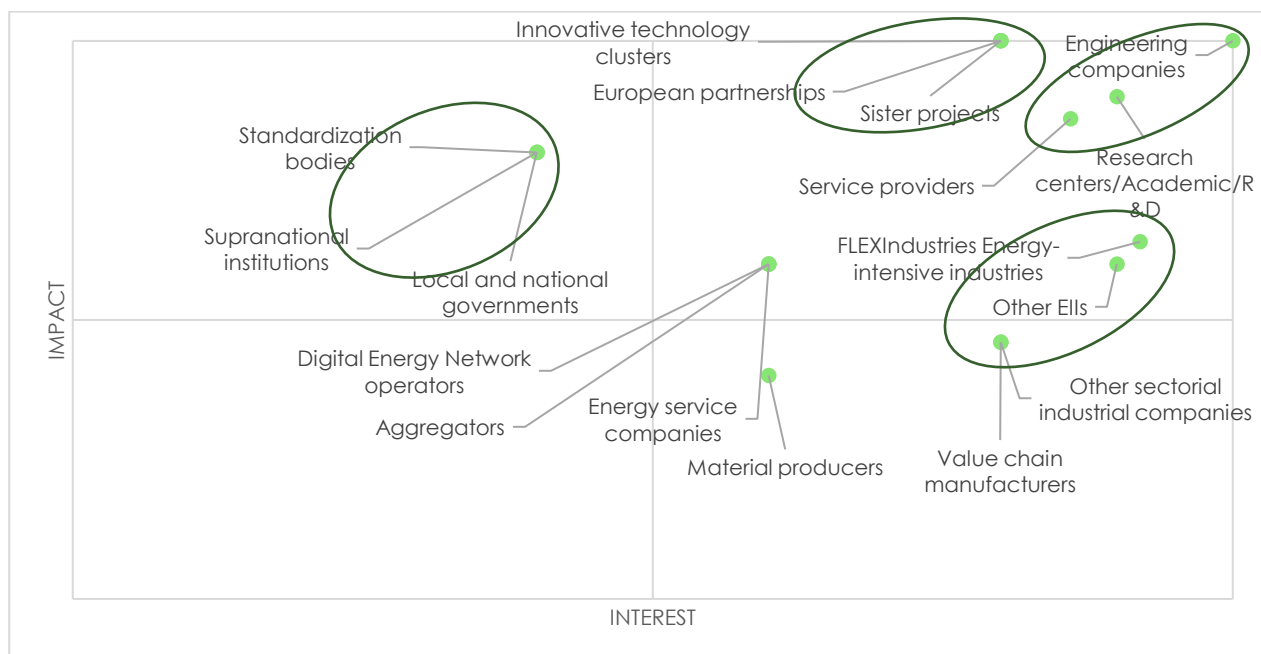 Innovative technology
clusters
European partnerships
Sister projects
Engineering
companies
Standardization
bodies
Service providers
Research
centers/Academic/R
&D
Supranational
institutions
Local and national
governments
FLEXIndustries Energy-
intensive industries
Other EIIs
IMPACT
Digital Energy Network
operators
Aggregators
Energy service
companies
Material producers
Other sectorial
industrial companies
Value chain
manufacturers
INTEREST